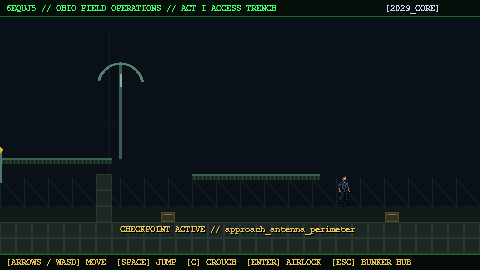 6EQUJ5 // OHIO FIELD OPERATIONS // ACT I ACCESS TRENCH [2029_CORE]
CHECKPOINT ACTIVE // approach_antenna_perimeter
[ARROWS / WASD] MOVE [SPACE] JUMP [C] CROUCH [ENTER] AIRLOCK [ESC] BUNKER HUB